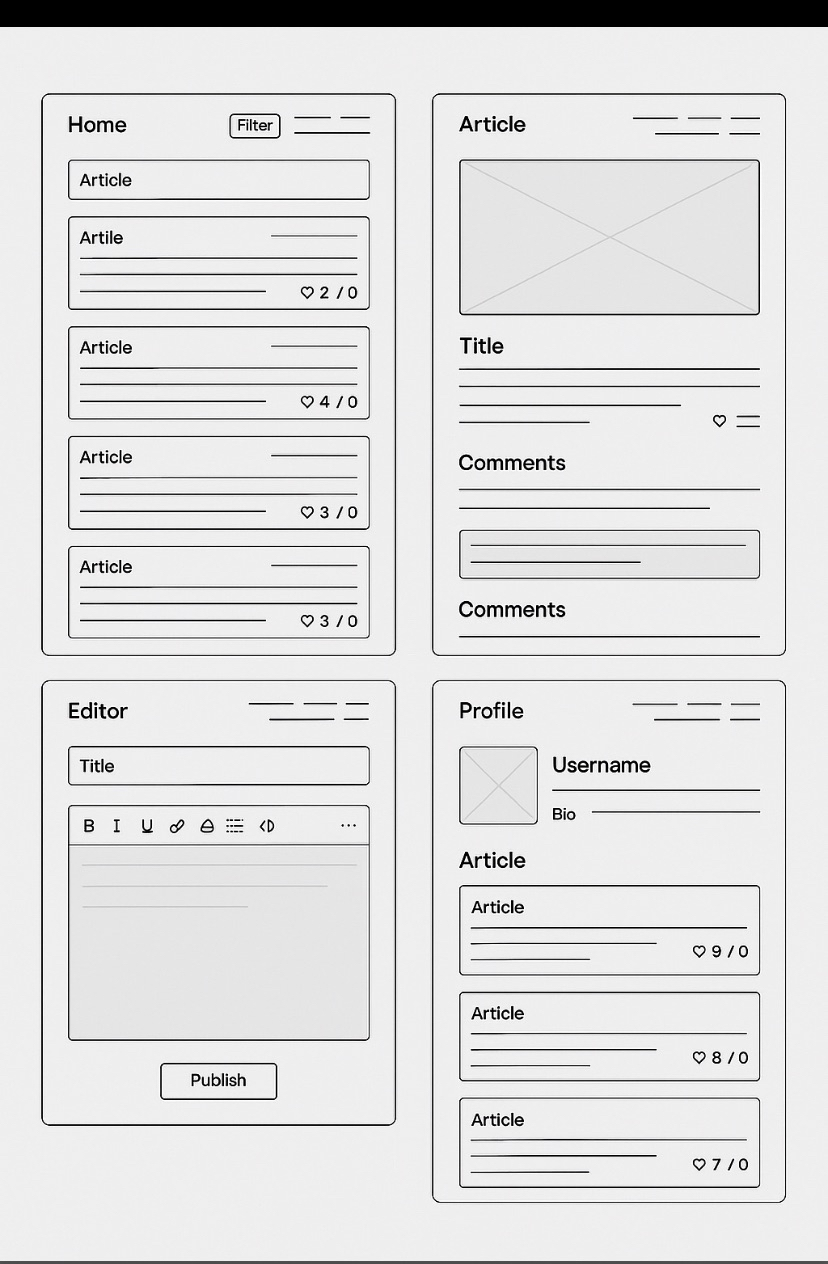 Home
Filter
Article
Artile
♡ 2 / 0
Article
♡ 4 / 0
Article
♡ 3 / 0
Article
♡ 3 / 0
Article
Title
♡
Comments
Comments
Editor
Title
B I U
...
Publish
Profile
Username
Bio
Article
Article
♡ 9 / 0
Article
♡ 8 / 0
Article
♡ 7 / 0